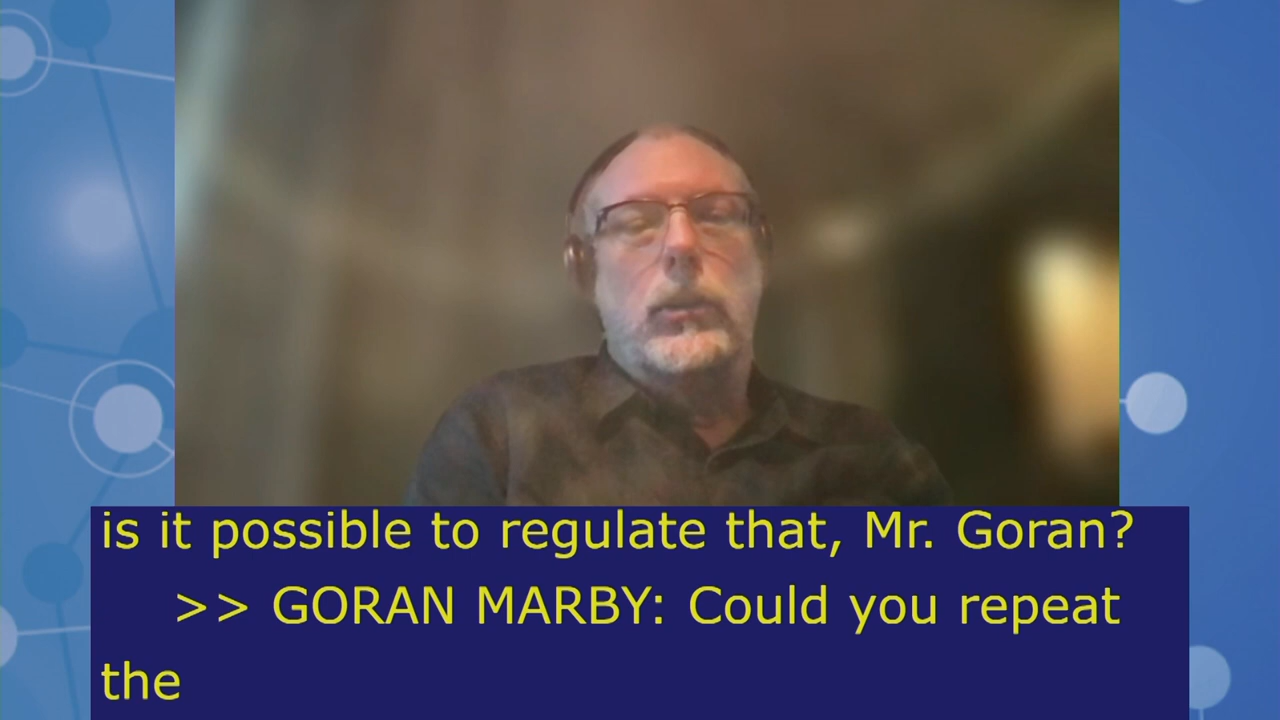 is it possible to regulate that, Mr. Goran?
>> GORAN MARBY: Could you repeat
the